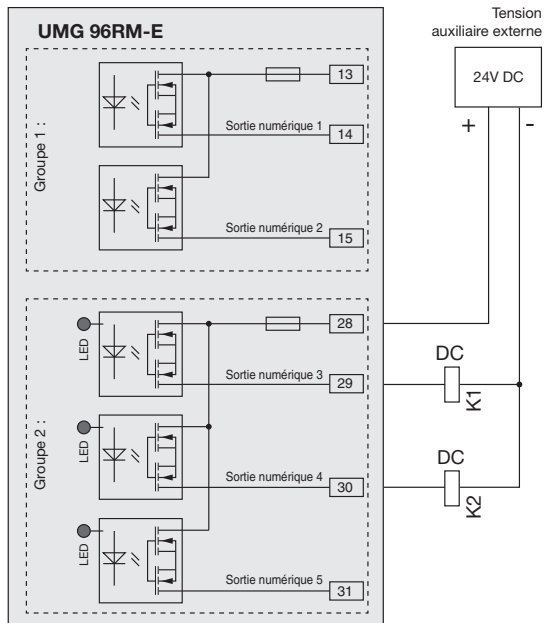 Tension
auxiliaire externe
UMG 96RM-E
24V DC
+ -
Groupe 1 :
13
Sortie numérique 1
14
Sortie numérique 2
15
Groupe 2 :
LED
28
Sortie numérique 3
29
DC
K1
LED
Sortie numérique 4
30
DC
K2
LED
Sortie numérique 5
31